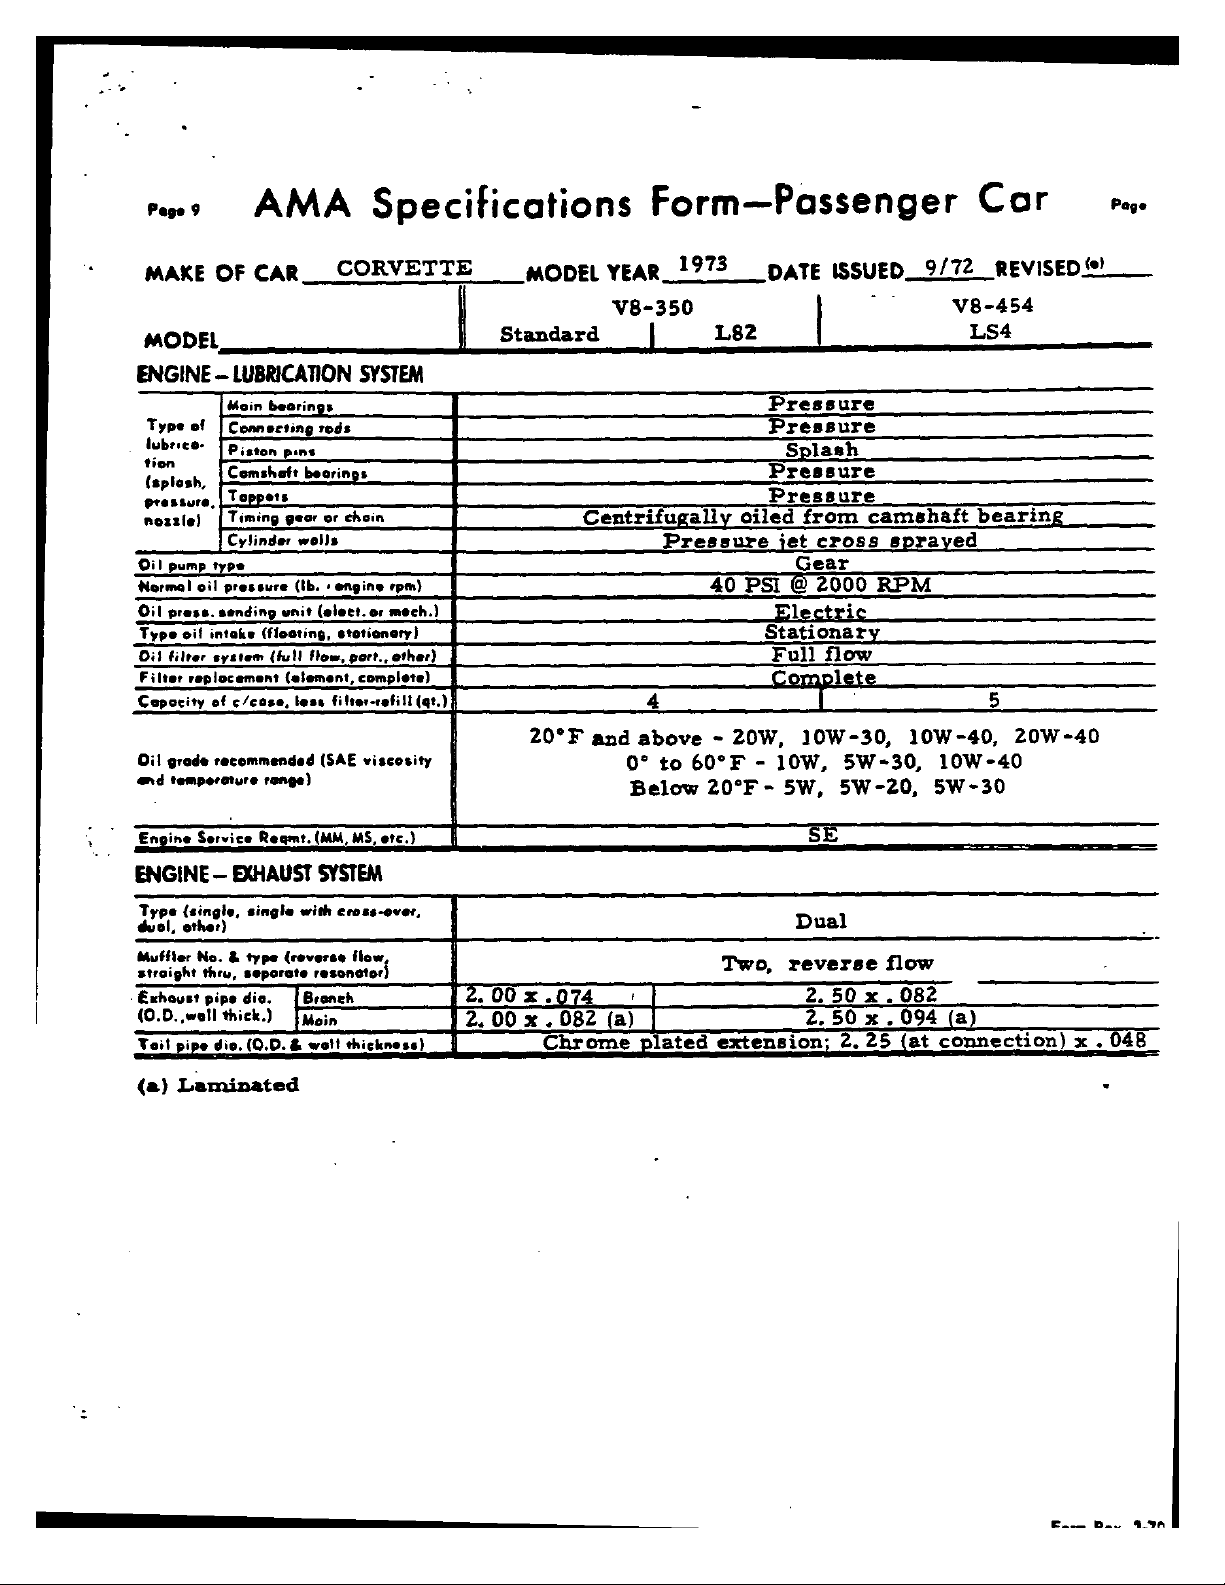 Page 9 AMA Specifications Form—Passenger Car Page
MAKE OF CAR CORVETTE MODEL YEAR 1973 DATE ISSUED 9/72 REVISED (•)
V8-350 V8-454
MODEL Standard L82 LS4
ENGINE – LUBRICATION SYSTEM
Type of lubrica- tion (splash, pressure, nozzle)
Main bearings Pressure
Connecting rods Pressure
Piston pins Splash
Camshaft bearings Pressure
Tappets Pressure
Timing gear or chain Centrifugally oiled from camshaft bearing
Cylinder walls Pressure jet cross sprayed
Oil pump type Gear
Normal oil pressure (lb. • engine rpm) 40 PSI @ 2000 RPM
Oil press. sending unit (elect. or mech.) Electric
Type oil intake (floating, stationary) Stationary
Oil filter system (full flow, part., other) Full flow
Filter replacement (element, complete) Complete
Capacity of c/case, less filter-refill (qt.) 4 5
Oil grade recommended (SAE viscosity and temperature range)
20°F and above - 20W, 10W-30, 10W-40, 20W-40
0° to 60°F - 10W, 5W-30, 10W-40
Below 20°F - 5W, 5W-20, 5W-30
Engine Service Reqmt. (MM, MS, etc.) SE
ENGINE – EXHAUST SYSTEM
Type (single, single with cross-over, dual, other) Dual
Muffler No. & type (reverse flow, straight thru, separate resonator) Two, reverse flow
Exhaust pipe dia. (O.D., wall thick.)
Branch 2.00 x .074 2.50 x .082
Main 2.00 x .082 (a) 2.50 x .094 (a)
Tail pipe dia. (O.D. & wall thickness) Chrome plated extension; 2.25 (at connection) x .048
(a) Laminated